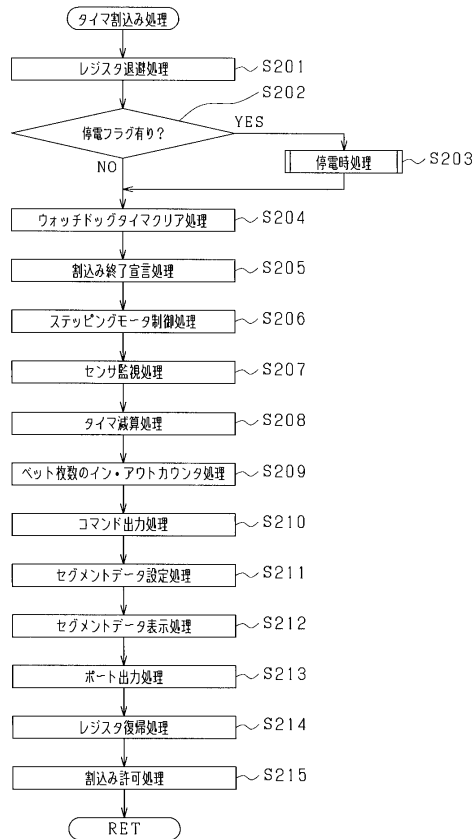 タイマ割込み処理
レジスタ退避処理
S201
S202
停電フラグ有り?
YES
NO
停電時処理
S203
ウォッチドッグタイマクリア処理
S204
割込み終了宣言処理
S205
ステッピングモータ制御処理
S206
センサ監視処理
S207
タイマ減算処理
S208
ベット枚数のイン・アウトカウンタ処理
S209
コマンド出力処理
S210
セグメントデータ設定処理
S211
セグメントデータ表示処理
S212
ポート出力処理
S213
レジスタ復帰処理
S214
割込み許可処理
S215
RET